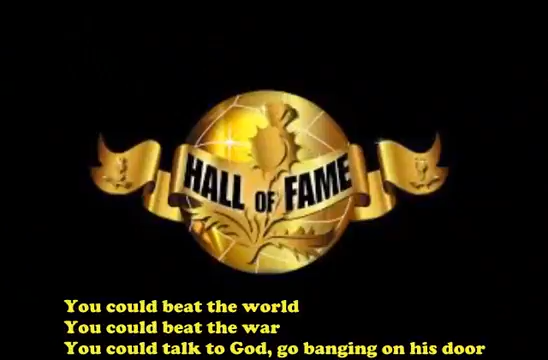 HALL OF FAME
You could beat the world
You could beat the war
You could talk to God, go banging on his door